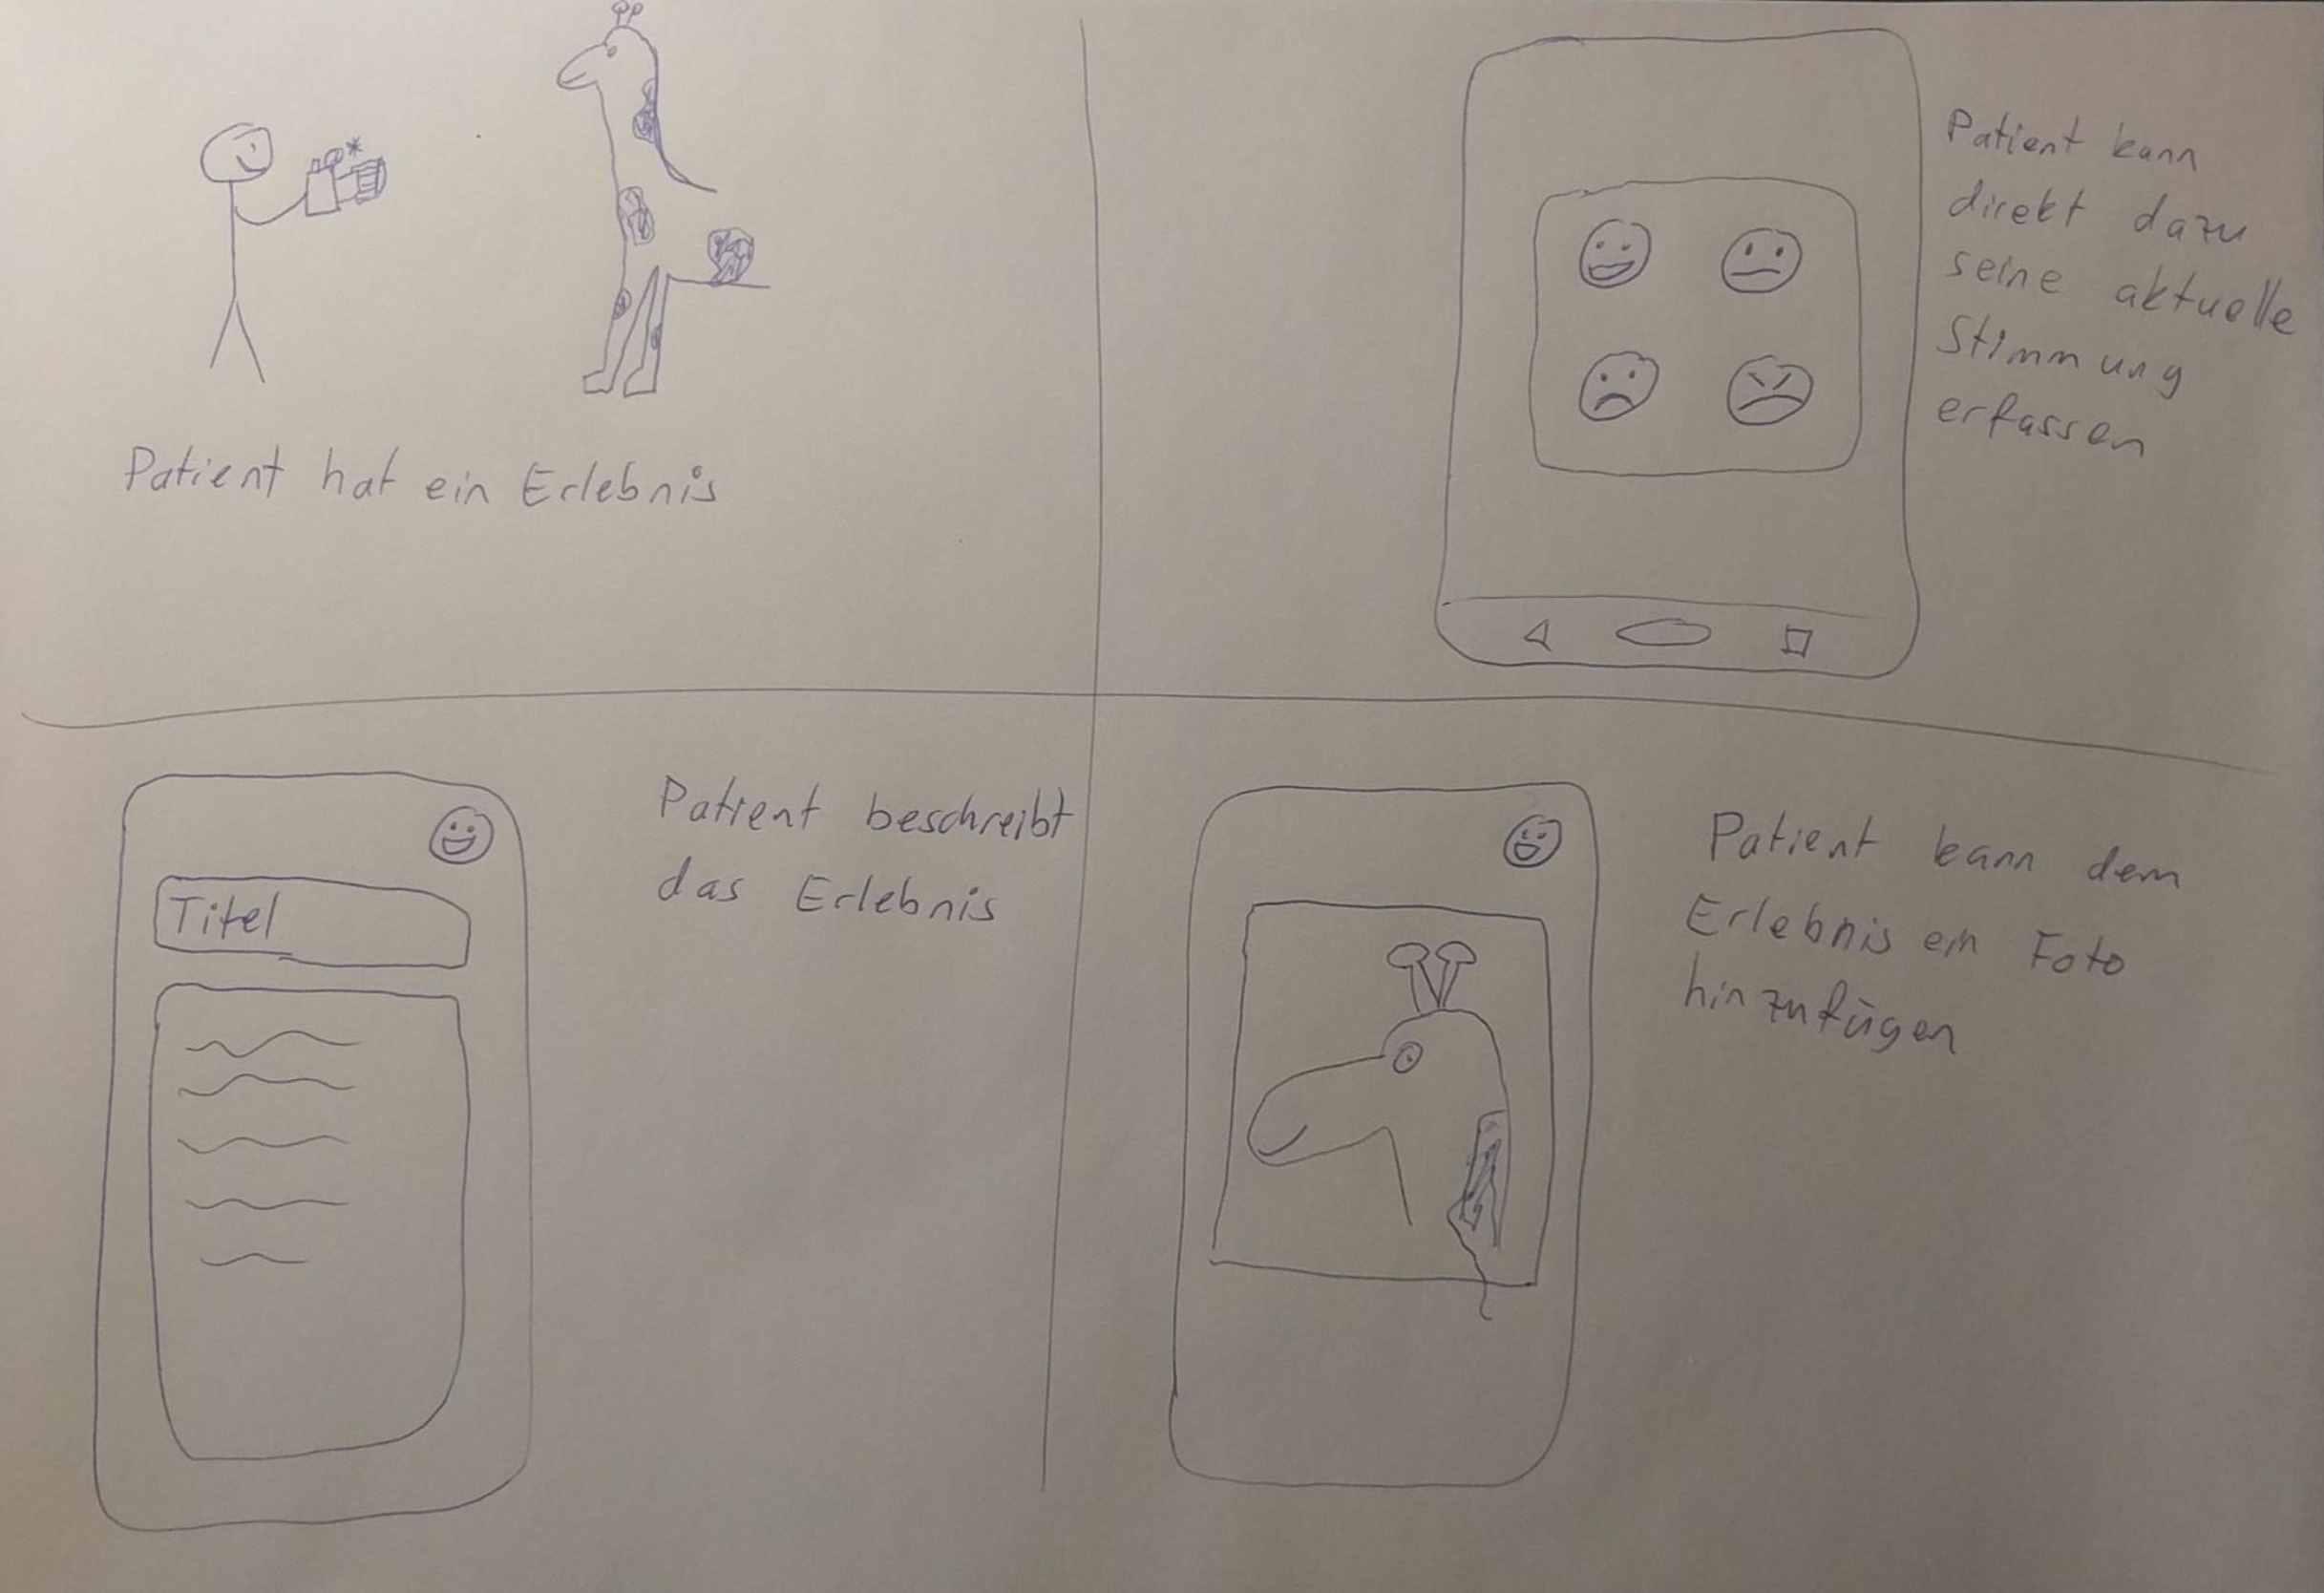 Patient hat ein Erlebnis
Patient kann
direkt dazu
seine aktuelle
Stimmung
erfassen
Titel
Patient beschreibt
das Erlebnis
Patient kann dem
Erlebnis ein Foto
hinzufügen